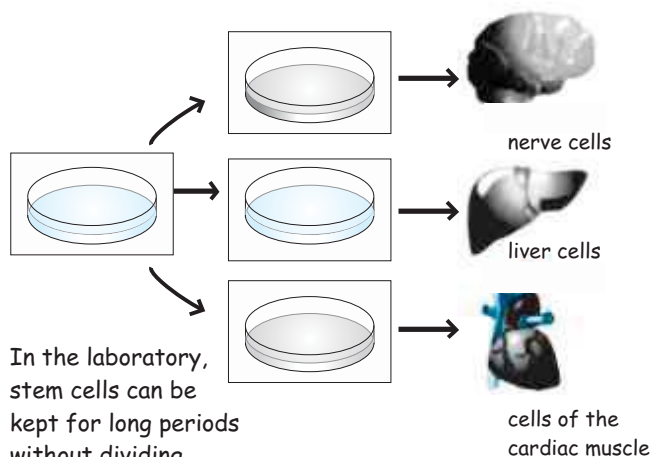 nerve cells
liver cells
In the laboratory,
stem cells can be
kept for long periods
without dividing
cells of the
cardiac muscle